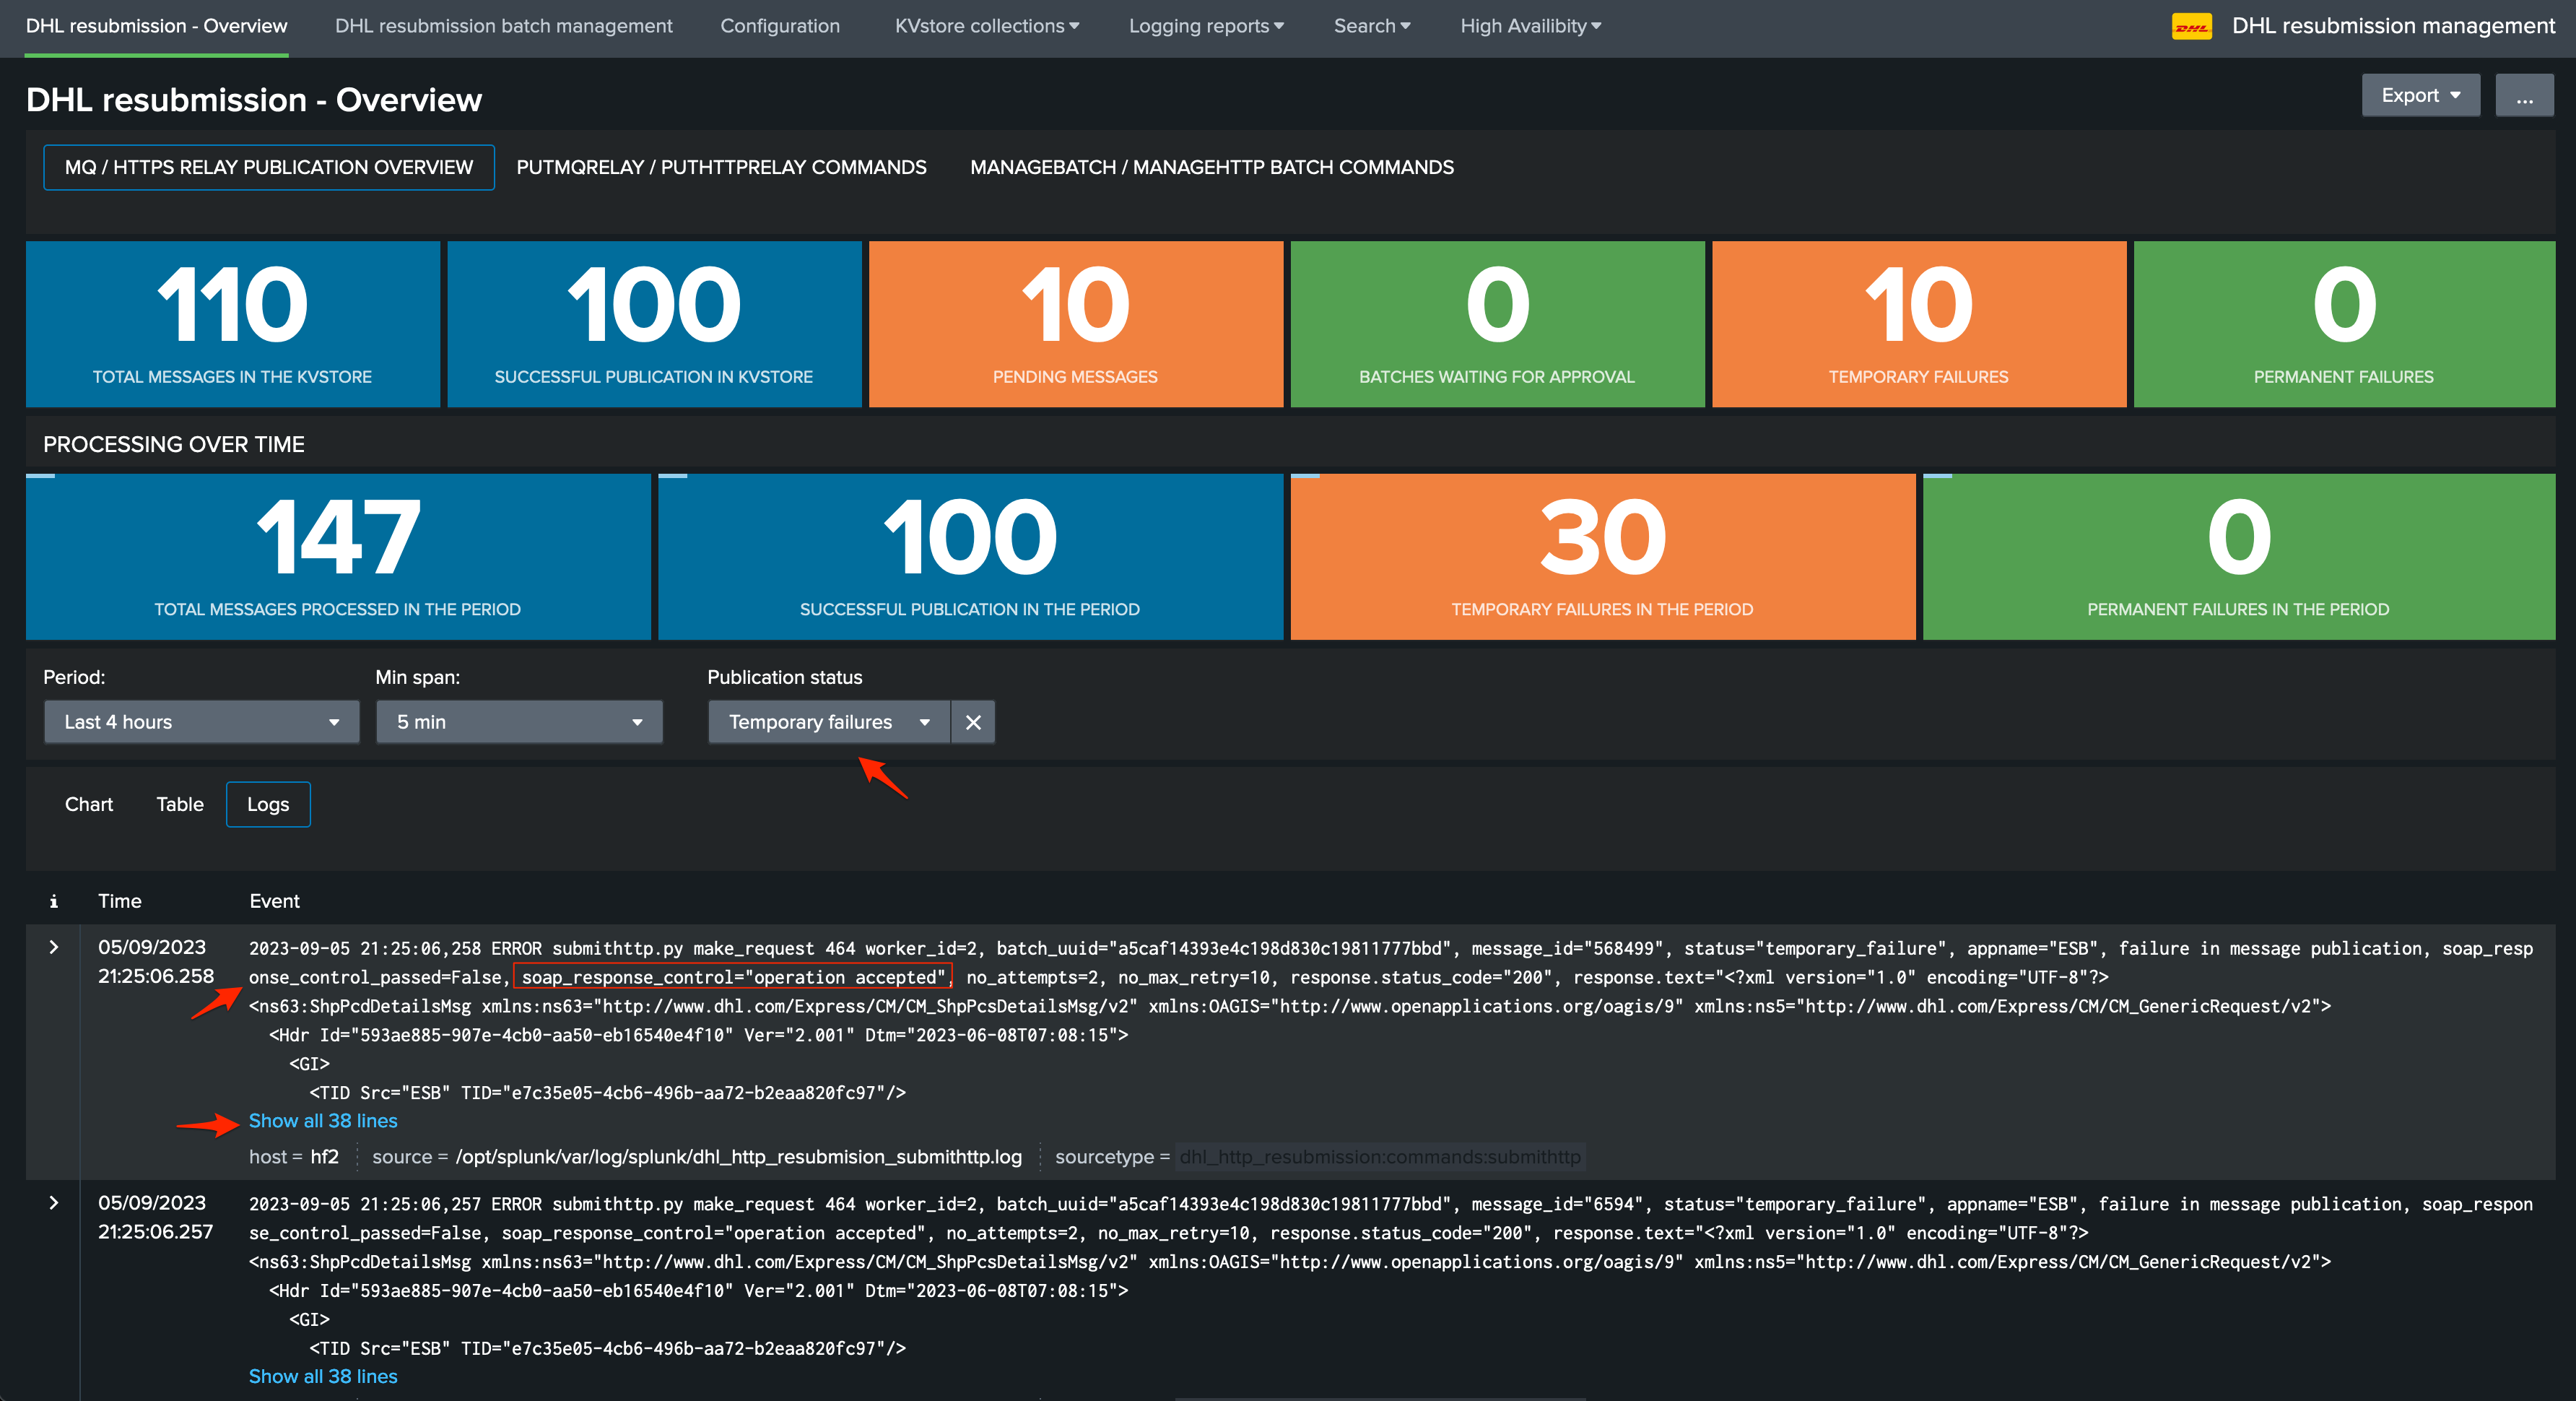 DHL resubmission - Overview DHL resubmission batch management Configuration KVstore collections Logging reports Search High Availibity DHL DHL resubmission management
DHL resubmission - Overview Export ...
MQ / HTTPS RELAY PUBLICATION OVERVIEW PUTMQRELAY / PUTHTTPRELAY COMMANDS MANAGEBATCH / MANAGEHTTP BATCH COMMANDS
110 100 10 0 10 0
TOTAL MESSAGES IN THE KVSTORE SUCCESSFUL PUBLICATION IN KVSTORE PENDING MESSAGES BATCHES WAITING FOR APPROVAL TEMPORARY FAILURES PERMANENT FAILURES
PROCESSING OVER TIME
147 100 30 0
TOTAL MESSAGES PROCESSED IN THE PERIOD SUCCESSFUL PUBLICATION IN THE PERIOD TEMPORARY FAILURES IN THE PERIOD PERMANENT FAILURES IN THE PERIOD
Period: Min span: Publication status
Last 4 hours 5 min Temporary failures
Chart Table Logs
i Time Event
05/09/2023 2023-09-05 21:25:06,258 ERROR submithttp.py make_request 464 worker_id=2, batch_uuid="a5caf14393e4c198d830c19811777bbd", message_id="568499", status="temporary_failure", appname="ESB", failure in message publication, soap_resp
21:25:06.258 onse_control_passed=False, soap_response_control="operation accepted", no_attempts=2, no_max_retry=10, response.status_code="200", response.text="<?xml version="1.0" encoding="UTF-8"?>
<ns63:ShpPcdDetailsMsg xmlns:ns63="http://www.dhl.com/Express/CM/CM_ShpPcsDetailsMsg/v2" xmlns:OAGIS="http://www.openapplications.org/oagis/9" xmlns:ns5="http://www.dhl.com/Express/CM/CM_GenericRequest/v2">
<Hdr Id="593ae885-907e-4cb0-aa50-eb16540e4f10" Ver="2.001" Dtm="2023-06-08T07:08:15">
<GI>
<TID Src="ESB" TID="e7c35e05-4cb6-496b-aa72-b2eaa820fc97"/>
Show all 38 lines
host = hf2 source = /opt/splunk/var/log/splunk/dhl_http_resubmision_submithttp.log sourcetype = dhl_http_resubmission:commands:submithttp
05/09/2023 2023-09-05 21:25:06,257 ERROR submithttp.py make_request 464 worker_id=2, batch_uuid="a5caf14393e4c198d830c19811777bbd", message_id="6594", status="temporary_failure", appname="ESB", failure in message publication, soap_respon
21:25:06.257 se_control_passed=False, soap_response_control="operation accepted", no_attempts=2, no_max_retry=10, response.status_code="200", response.text="<?xml version="1.0" encoding="UTF-8"?>
<ns63:ShpPcdDetailsMsg xmlns:ns63="http://www.dhl.com/Express/CM/CM_ShpPcsDetailsMsg/v2" xmlns:OAGIS="http://www.openapplications.org/oagis/9" xmlns:ns5="http://www.dhl.com/Express/CM/CM_GenericRequest/v2">
<Hdr Id="593ae885-907e-4cb0-aa50-eb16540e4f10" Ver="2.001" Dtm="2023-06-08T07:08:15">
<GI>
<TID Src="ESB" TID="e7c35e05-4cb6-496b-aa72-b2eaa820fc97"/>
Show all 38 lines